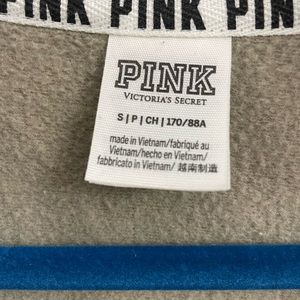 PINK PINK PINK
PINK
VICTORIA'S SECRET
S|P|CH|170/88A
made in Vietnam/fabriqué au
Vietnam/hecho en Vietnam/
fabbricato in Vietnam/ 越南制造